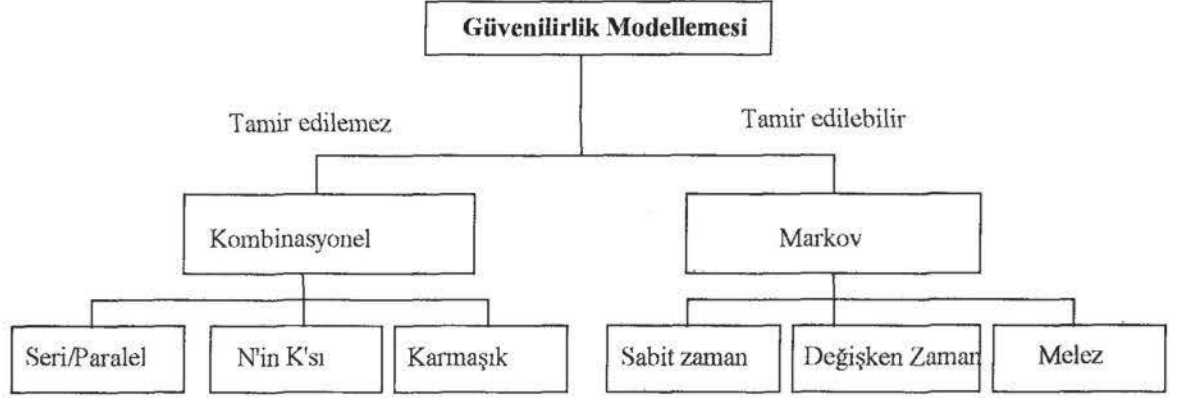 Güvenilirlik Modellemesi
Tamir edilemez
Tamir edilebilir
Kombinasyonel
Markov
Seri/Paralel
N'in K'sı
Karmaşık
Sabit zaman
Değişken Zaman
Melez